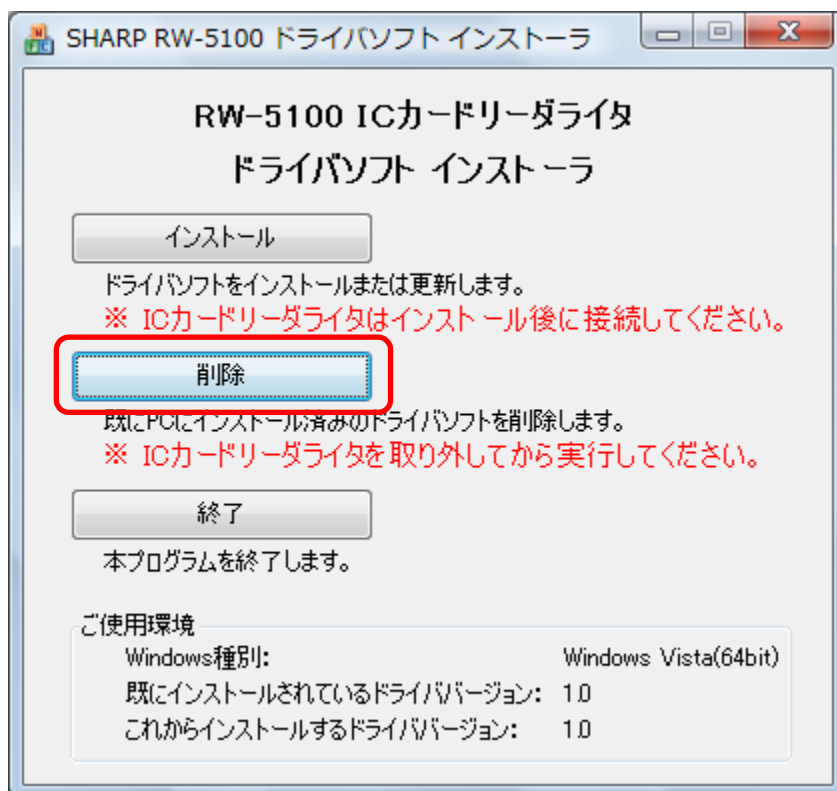 SHARP RW-5100 ドライバソフト インストーラ
RW-5100 ICカードリーダライタ
ドライバソフト インストーラ
インストール
ドライバソフトをインストールまたは更新します。
※ ICカードリーダライタはインストール後に接続してください。
削除
既にPCにインストール済みのドライバソフトを削除します。
※ ICカードリーダライタを取り外してから実行してください。
終了
本プログラムを終了します。
ご使用環境
Windows種別: Windows Vista(64bit)
既にインストールされているドライババージョン: 1.0
これからインストールするドライババージョン: 1.0